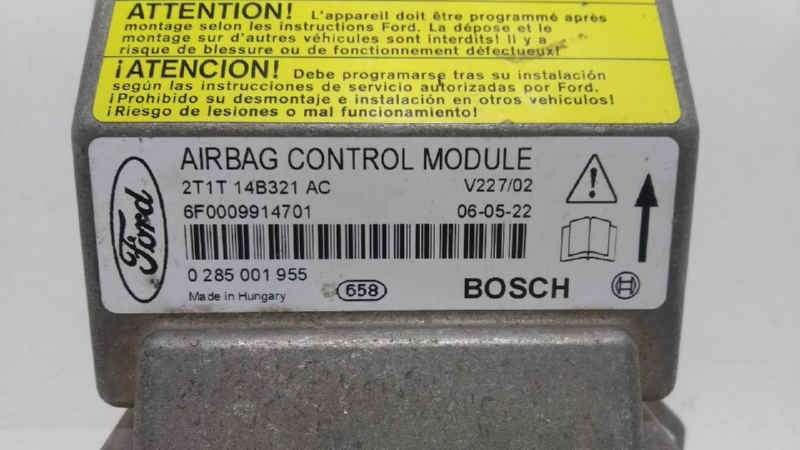 ATTENTION! L'appareil doit être programmé après
montage selon les instructions Ford. La dépose et le
montage sur d'autres véhicules sont interdits! Il y a
risque de blessure ou de fonctionnement défectueux!
¡ATENCION! Debe programarse tras su instalación
según las instrucciones de servicio autorizadas por Ford.
¡Prohibido su desmontaje e instalación en otros vehículos!
¡Riesgo de lesiones o mal funcionamiento!
Ford
AIRBAG CONTROL MODULE
2T1T 14B321 AC V227/02
6F0009914701 06-05-22
0 285 001 955
Made in Hungary 658 BOSCH